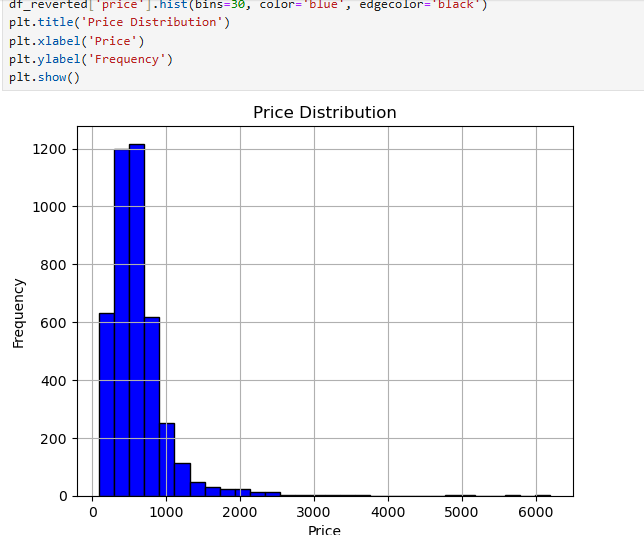 df_reverted['price'].hist(bins=30, color='blue', edgecolor='black')
plt.title('Price Distribution')
plt.xlabel('Price')
plt.ylabel('Frequency')
plt.show()
Price Distribution
1200
1000
800
600
400
200
0
Frequency
0 1000 2000 3000 4000 5000 6000
Price